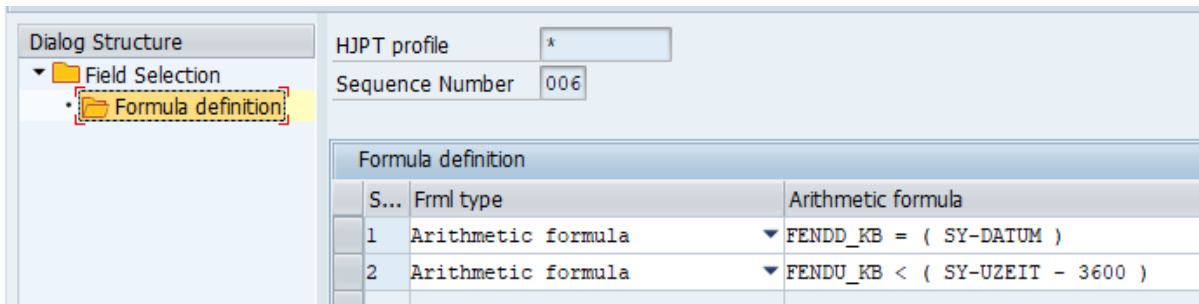 Dialog Structure
Field Selection
Formula definition
HJPT profile *
Sequence Number 006
Formula definition
S... Frml type Arithmetic formula
1 Arithmetic formula FENDD_KB = ( SY-DATUM )
2 Arithmetic formula FENDU_KB < ( SY-UZEIT - 3600 )